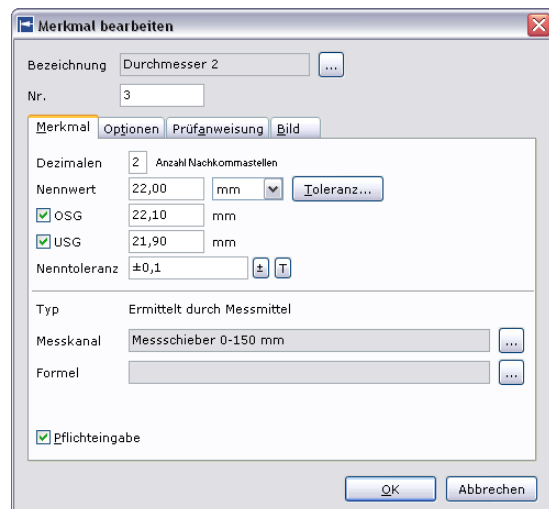 Merkmal bearbeiten
Bezeichnung Durchmesser 2 ...
Nr. 3
Merkmal Optionen Prüfanweisung Bild
Dezimalen 2 Anzahl Nachkommastellen
Nennwert 22,00 mm Toleranz...
OSG 22,10 mm
USG 21,90 mm
Nenntoleranz ±0,1 ± T
Typ Ermittelt durch Messmittel
Messkanal Messschieber 0-150 mm ...
Formel ...
Pflichteingabe
OK Abbrechen